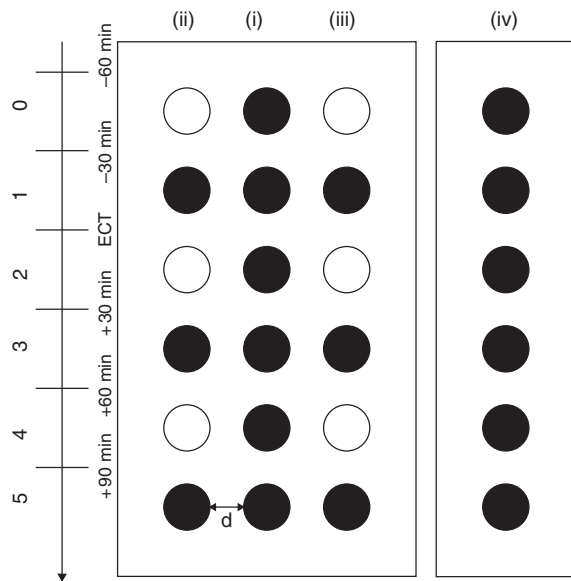 (ii) (i) (iii) (iv)
–60 min
0
–30 min
1
ECT
2
+30 min
3
+60 min
4
+90 min
5
d